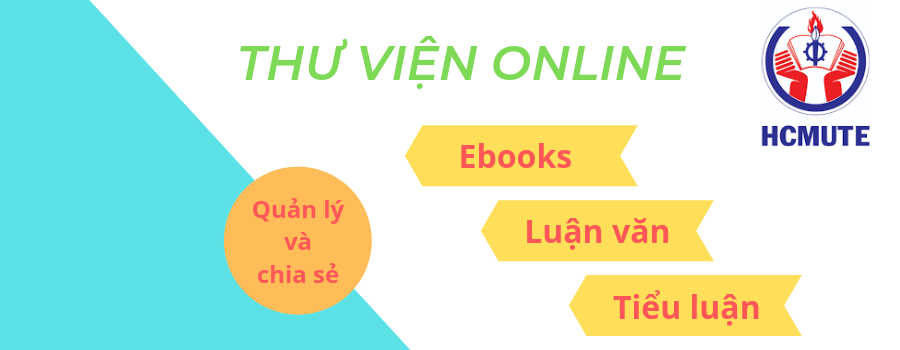 THƯ VIỆN ONLINE
HCMUTE
Ebooks
Quản lý
và
chia sẻ
Luận văn
Tiểu luận